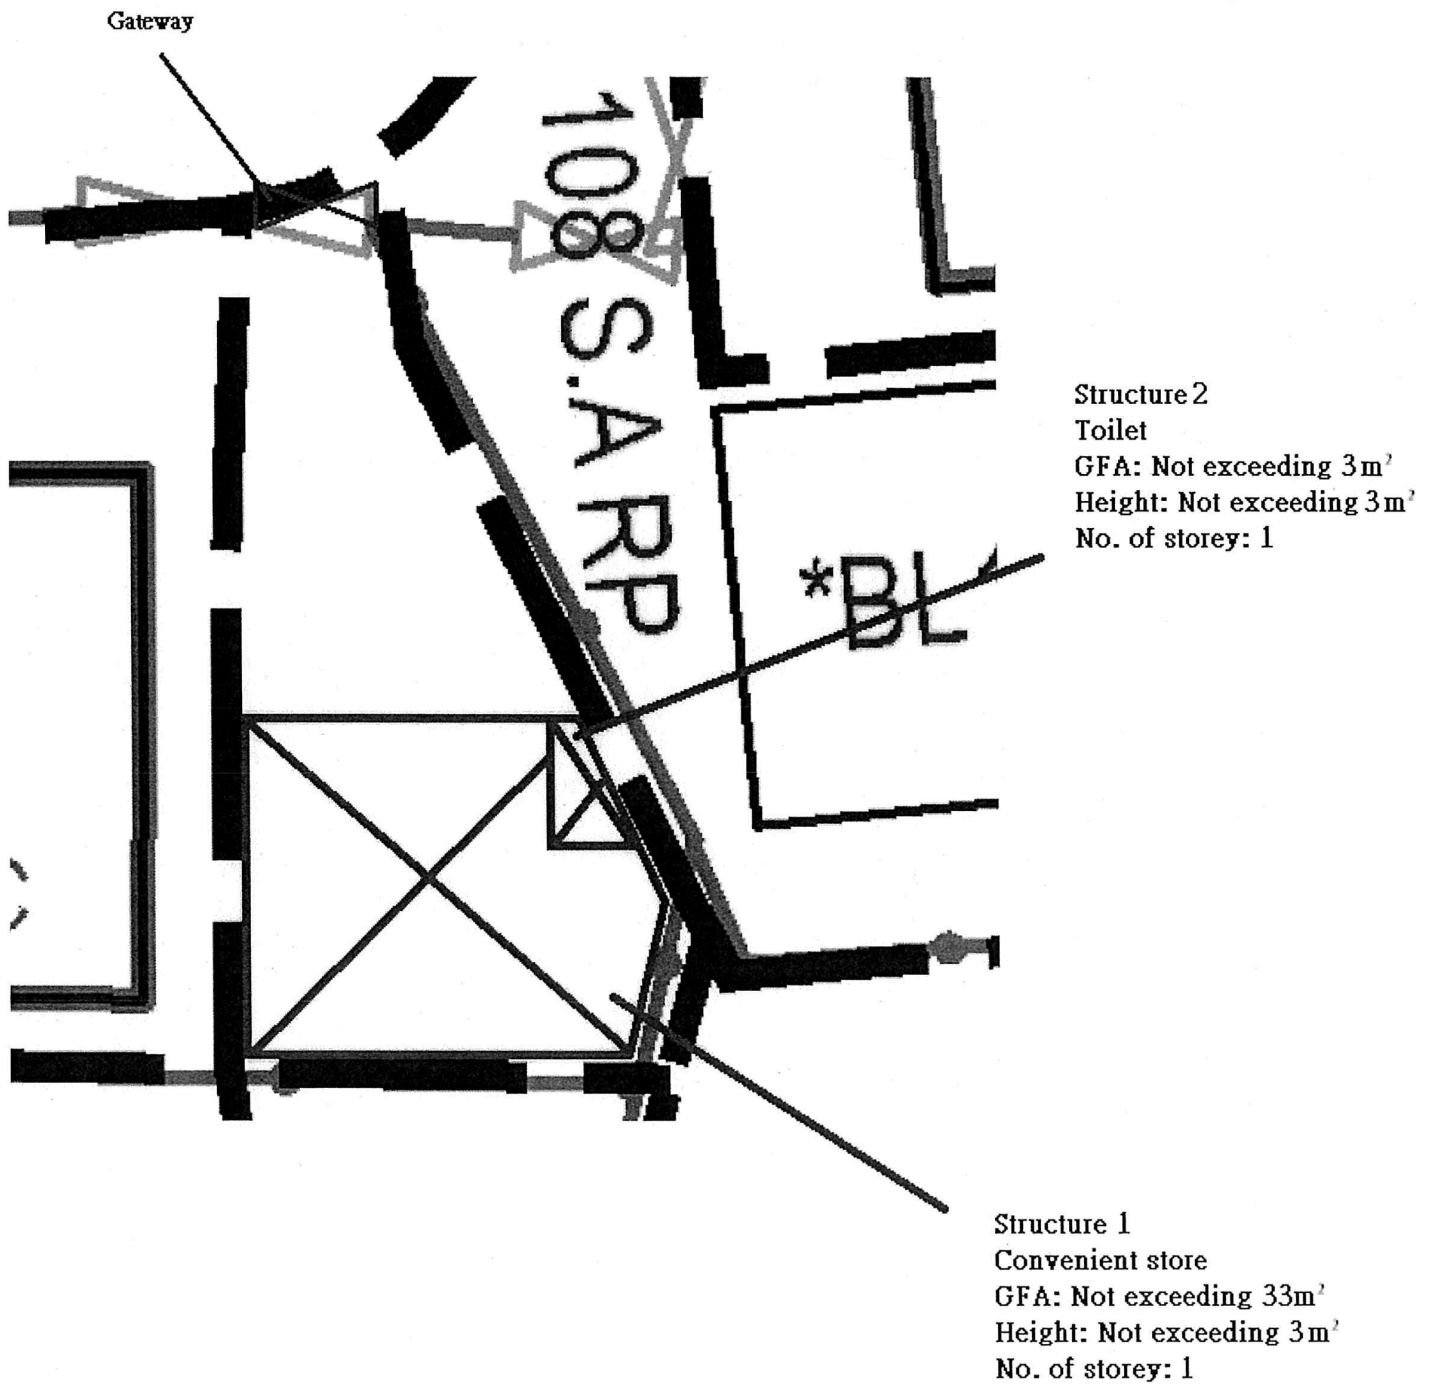 Gateway
108 S.A RP
Structure 2
Toilet
GFA: Not exceeding 3m²
Height: Not exceeding 3m²
No. of storey: 1
*BL
Structure 1
Convenient store
GFA: Not exceeding 33m²
Height: Not exceeding 3m²
No. of storey: 1